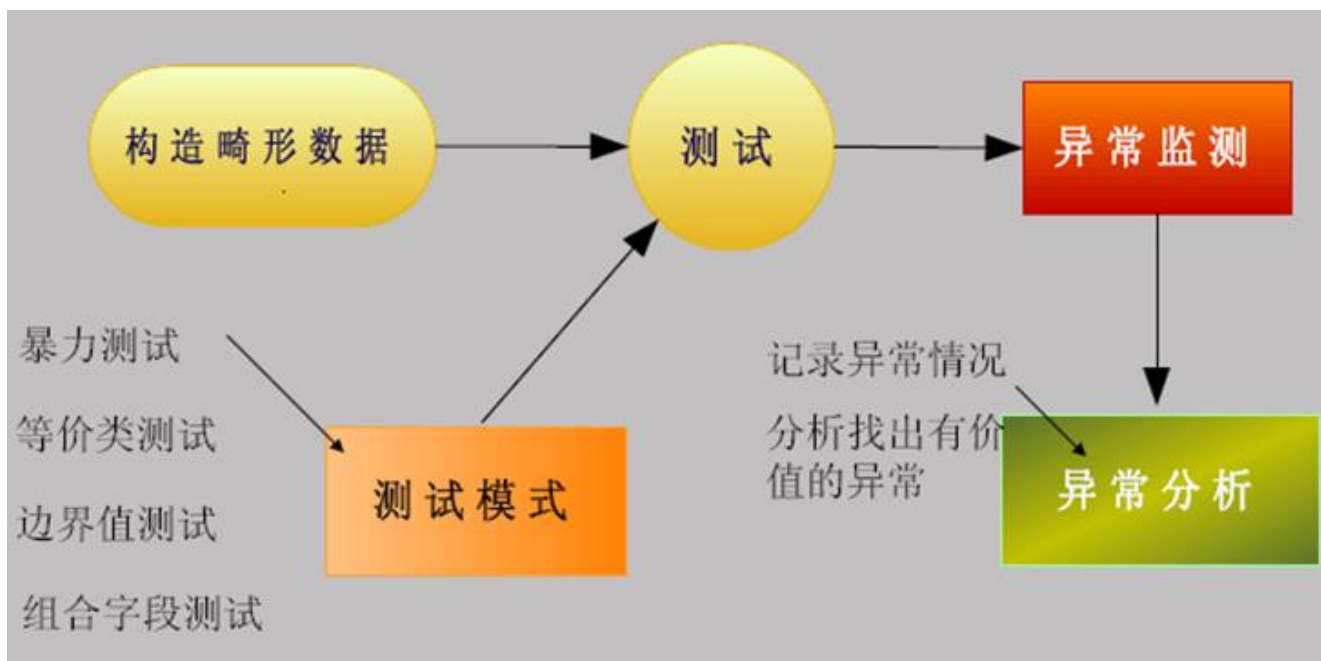 构造畸形数据
测试
异常监测
暴力测试
等价类测试
边界值测试
组合字段测试
测试模式
记录异常情况
分析找出有价
值的异常
异常分析